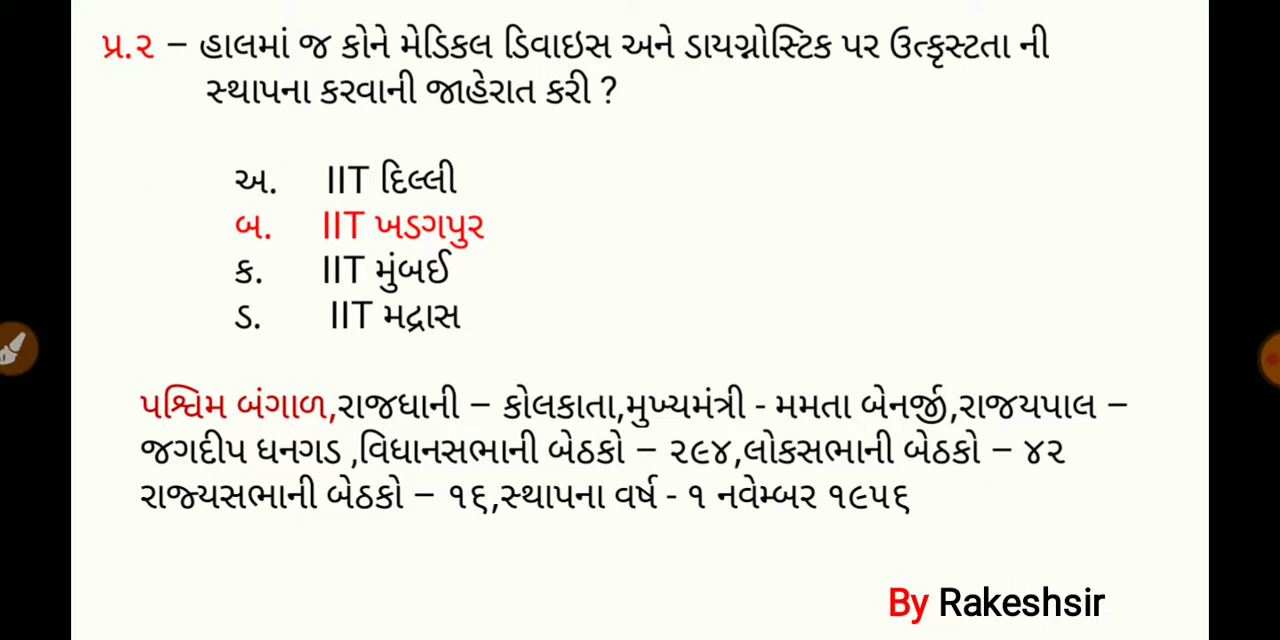 પ્ર.૨ – હાલમાં જ કોને મેડિકલ ડિવાઇસ અને ડાયગ્નોસ્ટિક પર ઉત્કૃસ્ટતા ની
સ્થાપના કરવાની જાહેરાત કરી ?
અ. IIT દિલ્લી
બ. IIT ખડગપુર
ક. IIT મુંબઈ
ડ. IIT મદ્રાસ
પશ્વિમ બંગાળ,રાજધાની – કોલકાતા,મુખ્યમંત્રી - મમતા બેનર્જી,રાજયપાલ –
જગદીપ ધનગડ ,વિધાનસભાની બેઠકો – ૨૯૪,લોકસભાની બેઠકો – ૪૨
રાજ્યસભાની બેઠકો – ૧૬,સ્થાપના વર્ષ - ૧ નવેમ્બર ૧૯૫૬
By Rakeshsir